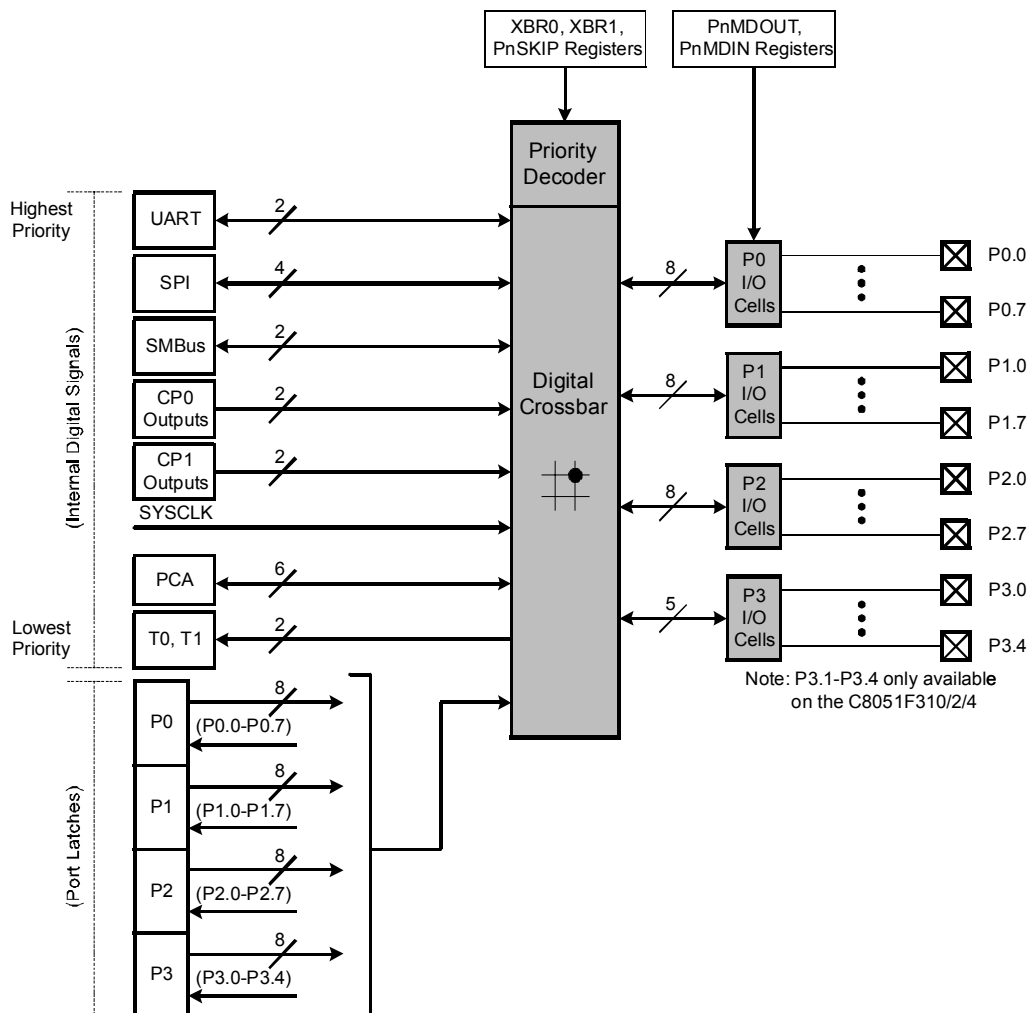 XBR0, XBR1,
PnSKIP Registers
PnMDOUT,
PnMDIN Registers
Priority
Decoder
Highest
Priority
UART
2
SPI
4
SMBus
2
CP0
Outputs
2
CP1
Outputs
2
SYSCLK
PCA
6
Lowest
Priority
T0, T1
2
(Internal Digital Signals)
Digital
Crossbar
8
P0
I/O
Cells
P0.0
P0.7
8
P1
I/O
Cells
P1.0
P1.7
8
P2
I/O
Cells
P2.0
P2.7
5
P3
I/O
Cells
P3.0
P3.4
Note: P3.1-P3.4 only available
on the C8051F310/2/4
(Port Latches)
P0
8
(P0.0-P0.7)
P1
8
(P1.0-P1.7)
P2
8
(P2.0-P2.7)
P3
8
(P3.0-P3.4)